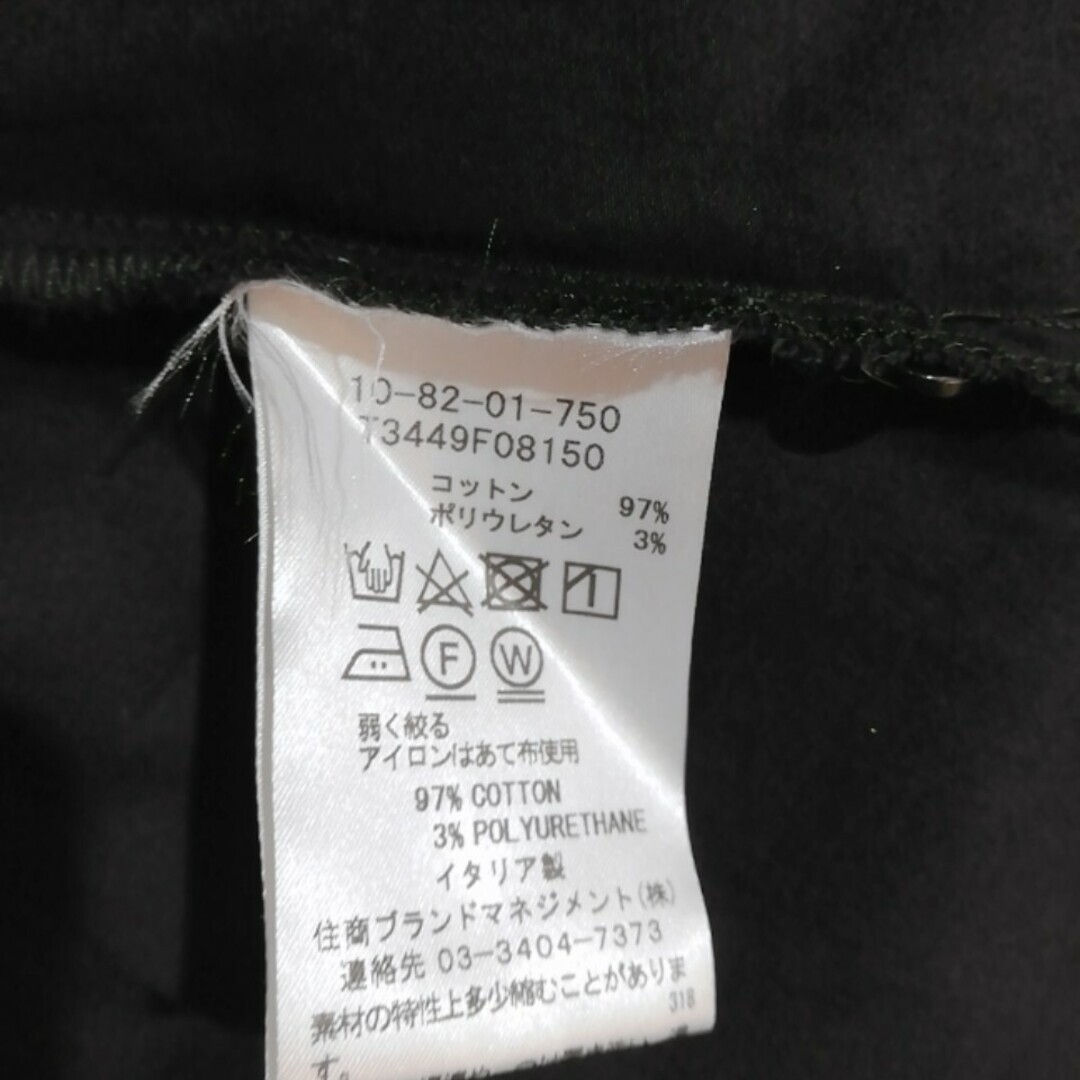 10-82-01-750
T3449F08150
コットン 97%
ポリウレタン 3%
F W
弱く絞る
アイロンはあて布使用
97% COTTON
3% POLYURETHANE
イタリア製
住商ブランドマネジメント(株)
連絡先 03-3404-7373
素材の特性上多少縮むことがありま
318
す。